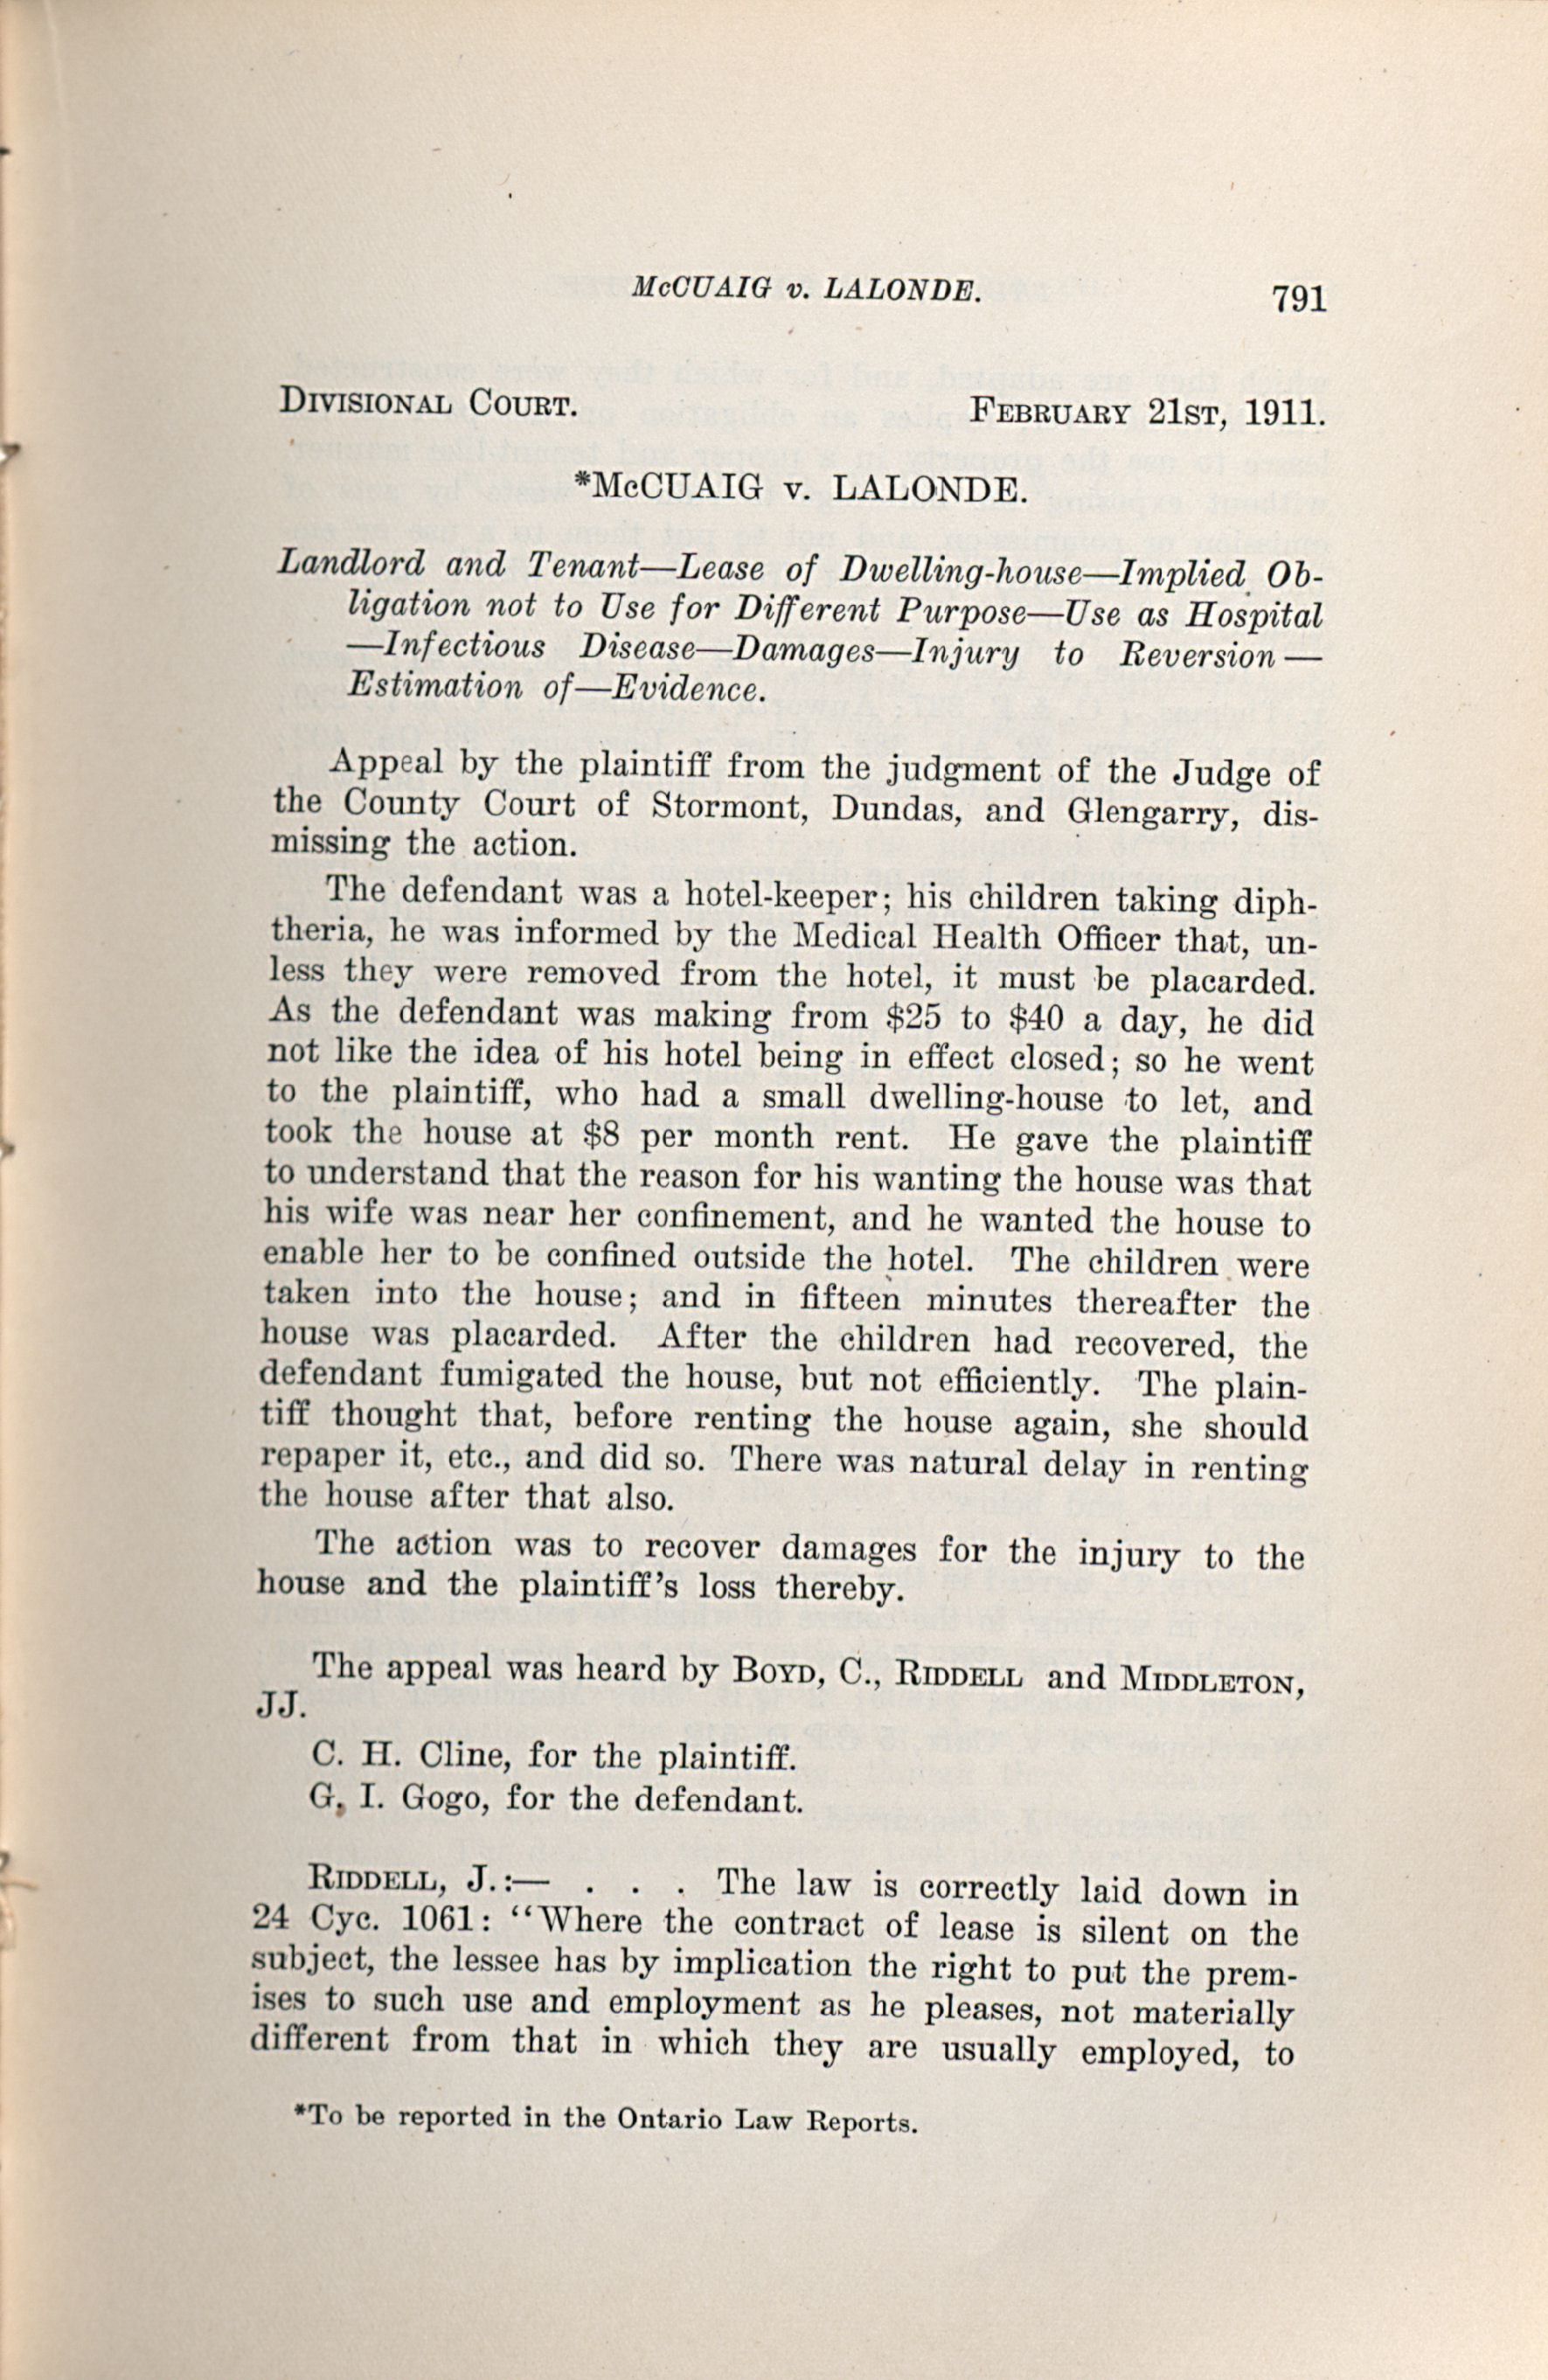 McCUAIG v. LALONDE.
791
DIVISIONAL COURT.
FEBRUARY 21ST, 1911.
*McCUAIG v. LALONDE.
Landlord and Tenant—Lease of Dwelling-house—Implied Ob-
ligation not to Use for Different Purpose—Use as Hospital
—Infectious Disease—Damages—Injury to Reversion—
Estimation of—Evidence.
Appeal by the plaintiff from the judgment of the Judge of
the County Court of Stormont, Dundas, and Glengarry, dis-
missing the action.
The defendant was a hotel-keeper; his children taking diph-
theria, he was informed by the Medical Health Officer that, un-
less they were removed from the hotel, it must be placarded.
As the defendant was making from $25 to $40 a day, he did
not like the idea of his hotel being in effect closed; so he went
to the plaintiff, who had a small dwelling-house to let, and
took the house at $8 per month rent. He gave the plaintiff
to understand that the reason for his wanting the house was that
his wife was near her confinement, and he wanted the house to
enable her to be confined outside the hotel. The children were
taken into the house; and in fifteen minutes thereafter the
house was placarded. After the children had recovered, the
defendant fumigated the house, but not efficiently. The plain-
tiff thought that, before renting the house again, she should
repaper it, etc., and did so. There was natural delay in renting
the house after that also.
The action was to recover damages for the injury to the
house and the plaintiff's loss thereby.
The appeal was heard by BOYD, C., RIDDELL and MIDDLETON,
JJ.
C. H. Cline, for the plaintiff.
G. I. Gogo, for the defendant.
RIDDELL, J.:— . . . The law is correctly laid down in
24 Cyc. 1061: "Where the contract of lease is silent on the
subject, the lessee has by implication the right to put the prem-
ises to such use and employment as he pleases, not materially
different from that in which they are usually employed, to
*To be reported in the Ontario Law Reports.